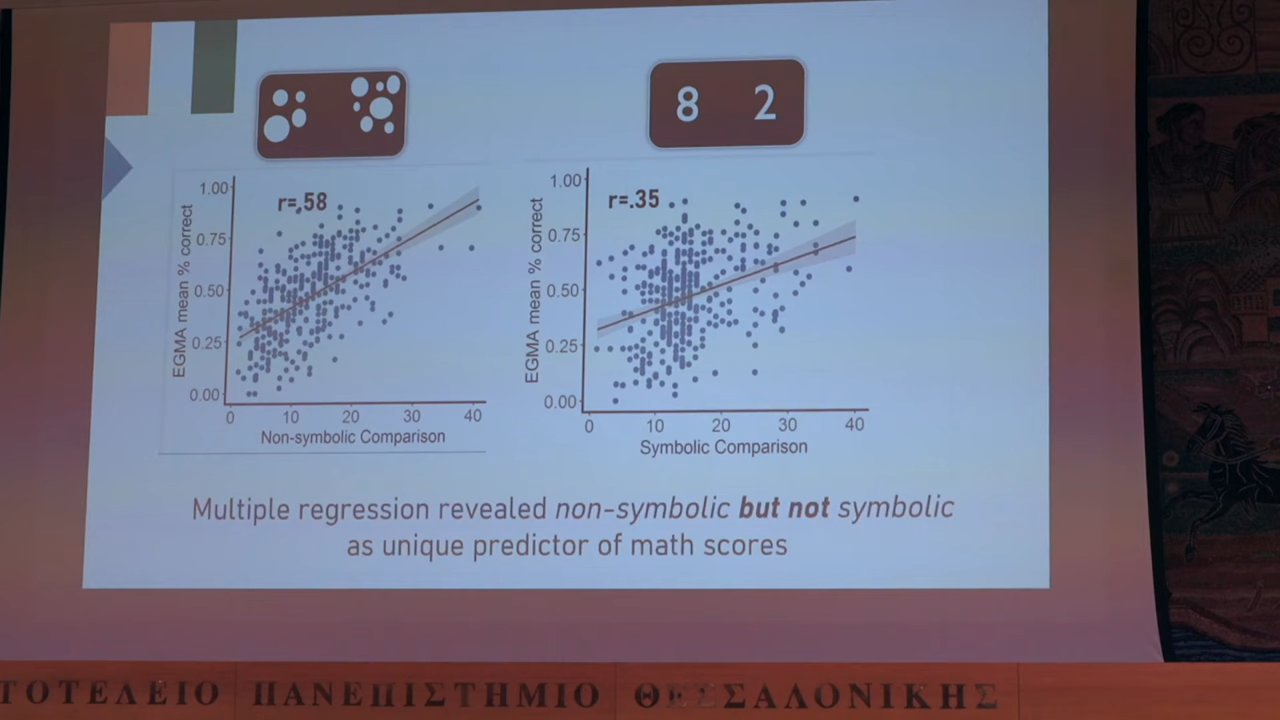 8 2
r=.58
EGMA mean % correct
1.00
0.75
0.50
0.25
0.00
0 10 20 30 40
Non-symbolic Comparison
r=.35
EGMA mean % correct
1.00
0.75
0.50
0.25
0.00
0 10 20 30 40
Symbolic Comparison
Multiple regression revealed non-symbolic but not symbolic
as unique predictor of math scores
ΤΟΤΕΛΕΙΟ ΠΑΝΕΠΙΣΤΗΜΙΟ ΘΕΣΣΑΛΟΝΙΚΗΣ